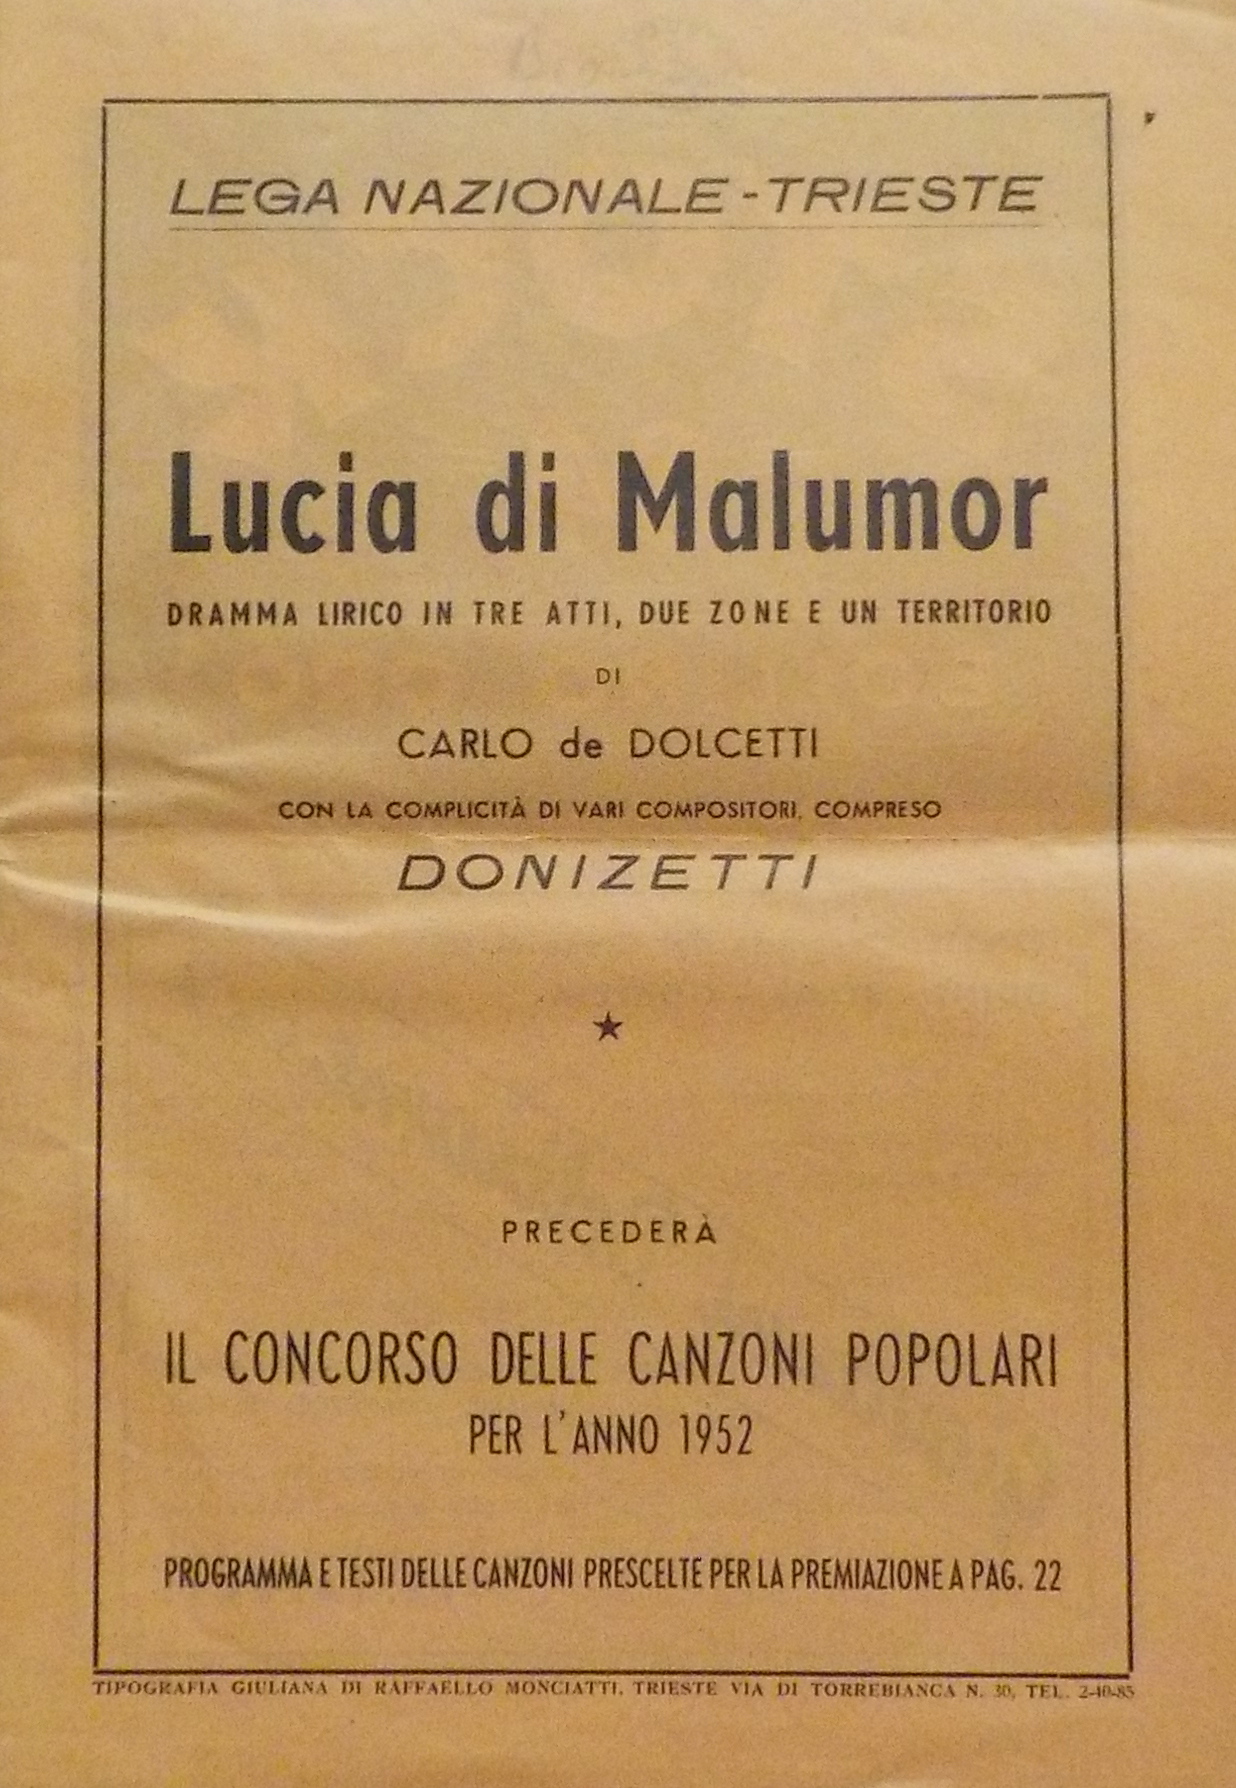 LEGA NAZIONALE - TRIESTE
Lucia di Malumor
DRAMMA LIRICO IN TRE ATTI, DUE ZONE E UN TERRITORIO
DI
CARLO de DOLCETTI
CON LA COMPLICITÀ DI VARI COMPOSITORI, COMPRESO
DONIZETTI
★
PRECEDERÀ
IL CONCORSO DELLE CANZONI POPOLARI
PER L'ANNO 1952
PROGRAMMA E TESTI DELLE CANZONI PRESCELTE PER LA PREMIAZIONE A PAG. 22
TIPOGRAFIA GIULIANA DI RAFFAELLO MONCIATTI, TRIESTE VIA DI TORREBIANCA N. 30, TEL. 2-40-85